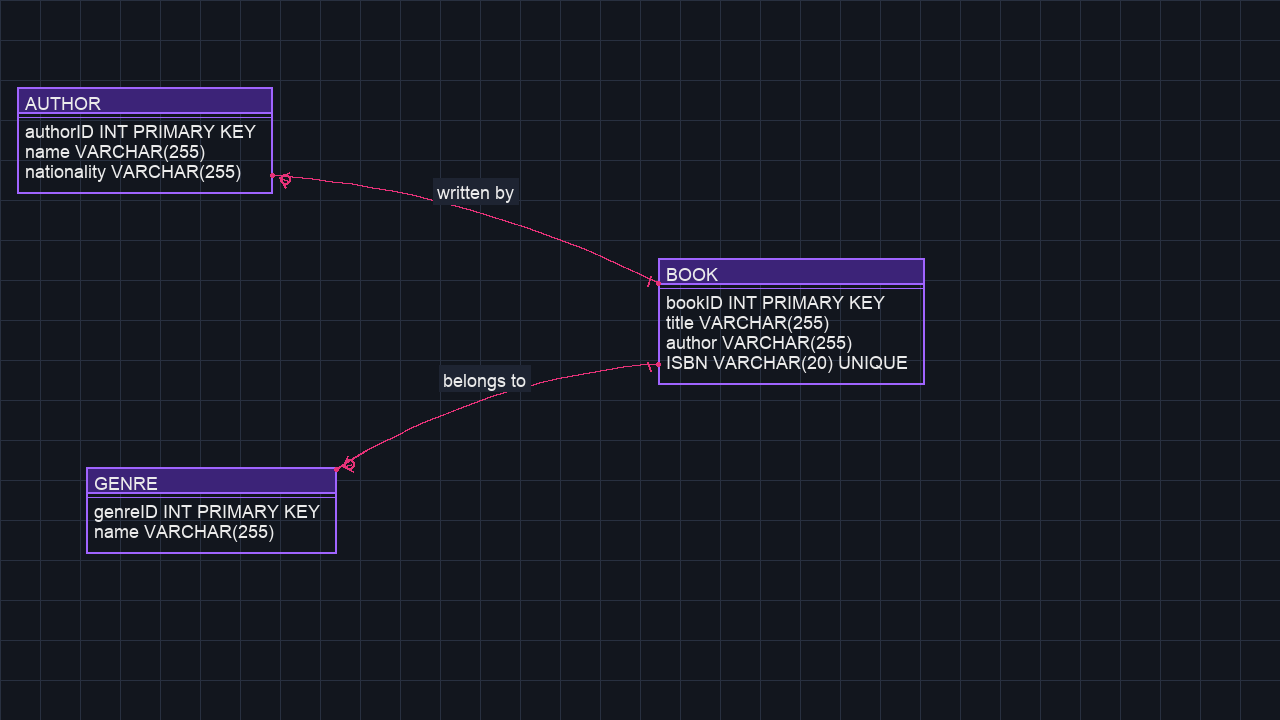 AUTHOR
authorID INT PRIMARY KEY
name VARCHAR(255)
nationality VARCHAR(255)
written by
BOOK
bookID INT PRIMARY KEY
title VARCHAR(255)
author VARCHAR(255)
ISBN VARCHAR(20) UNIQUE
belongs to
GENRE
genreID INT PRIMARY KEY
name VARCHAR(255)